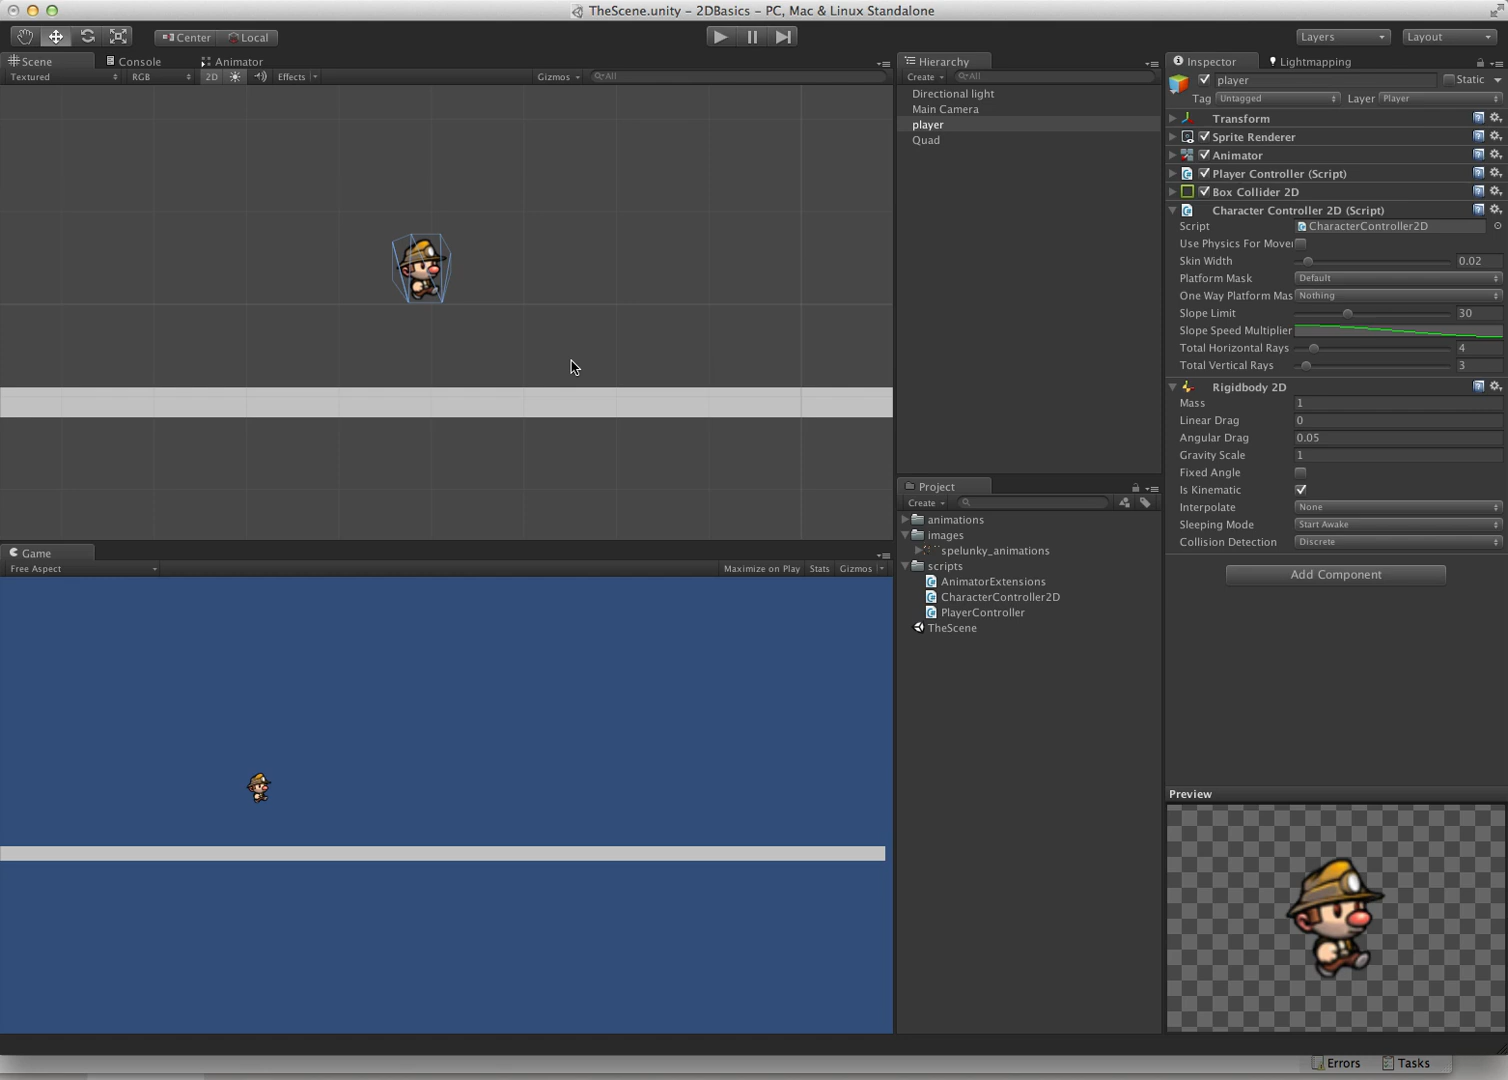 TheScene.unity – 2DBasics – PC, Mac & Linux Standalone
Center Local
Layers Layout
Scene Console Animator
Textured RGB 2D Effects Gizmos All
Hierarchy
Create All
Directional light
Main Camera
player
Quad
Inspector Lightmapping
player Static
Tag Untagged Layer Player
Transform
Sprite Renderer
Animator
Player Controller (Script)
Box Collider 2D
Character Controller 2D (Script)
Script CharacterController2D
Use Physics For Mover
Skin Width 0.02
Platform Mask Default
One Way Platform Mas Nothing
Slope Limit 30
Slope Speed Multiplier
Total Horizontal Rays 4
Total Vertical Rays 3
Rigidbody 2D
Mass 1
Linear Drag 0
Angular Drag 0.05
Gravity Scale 1
Fixed Angle
Is Kinematic
Interpolate None
Sleeping Mode Start Awake
Collision Detection Discrete
Add Component
Project
Create
animations
images
spelunky_animations
scripts
AnimatorExtensions
CharacterController2D
PlayerController
TheScene
Game
Free Aspect Maximize on Play Stats Gizmos
Preview
Errors Tasks